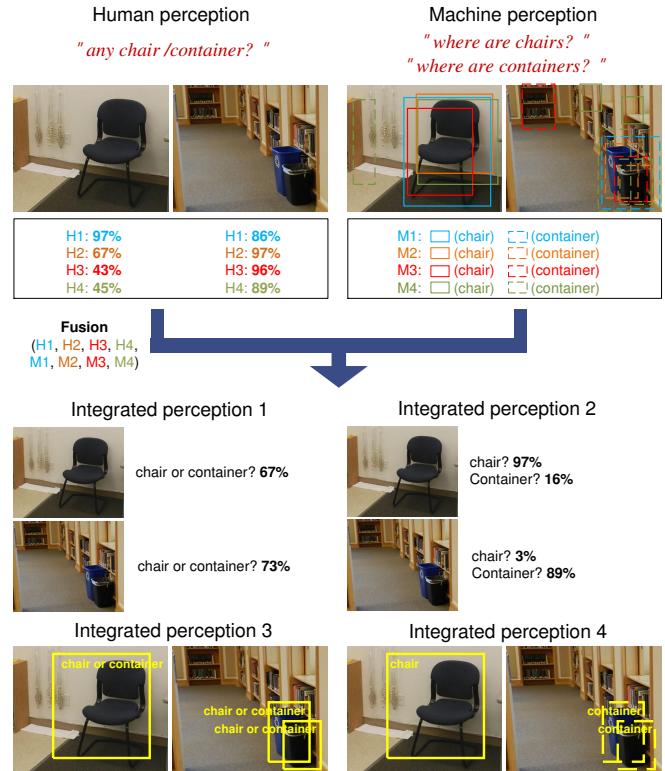 Human perception
Machine perception
" any chair /container? "
" where are chairs? "
" where are containers? "
H1: 97%
H2: 67%
H3: 43%
H4: 45%
H1: 86%
H2: 97%
H3: 96%
H4: 89%
M1: (chair) (container)
M2: (chair) (container)
M3: (chair) (container)
M4: (chair) (container)
Fusion
(H1, H2, H3, H4,
M1, M2, M3, M4)
Integrated perception 1
Integrated perception 2
chair or container? 67%
chair? 97%
Container? 16%
chair or container? 73%
chair? 3%
Container? 89%
Integrated perception 3
Integrated perception 4
chair or container
chair or container
chair or container
chair
container
container